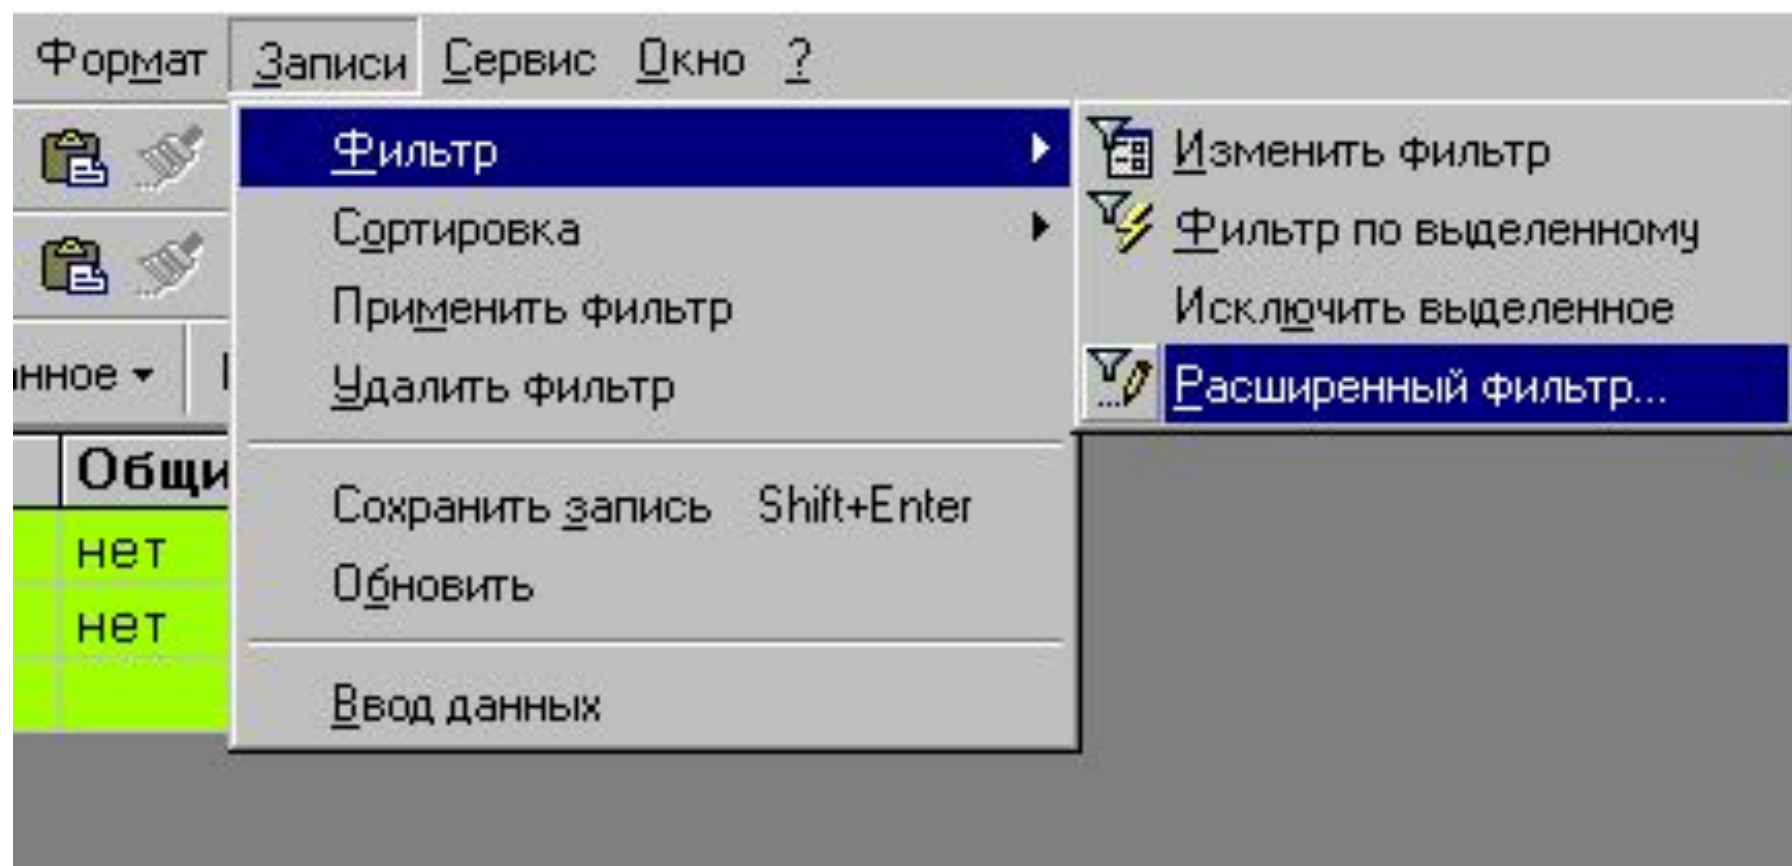 Формат Записи Сервис Окно ?
Фильтр
Сортировка
Применить фильтр
Удалить фильтр
Сохранить запись Shift+Enter
Обновить
Ввод данных
Изменить фильтр
Фильтр по выделенному
Исключить выделенное
Расширенный фильтр...
нет
нет